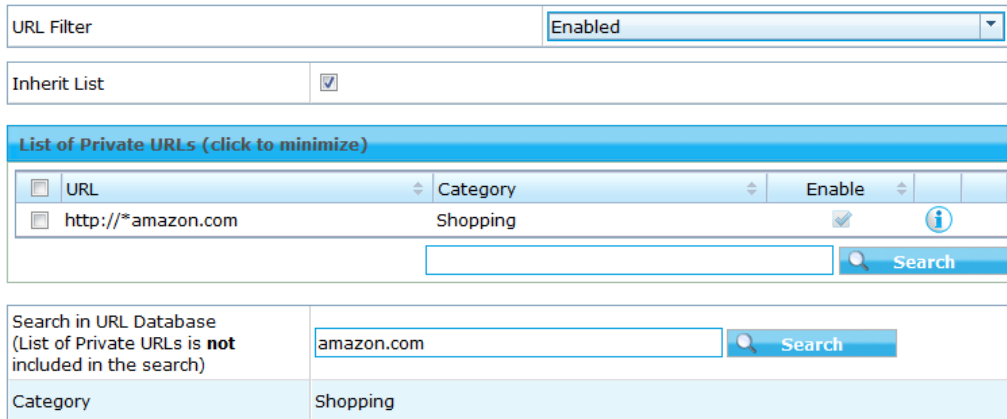 URL Filter Enabled
Inherit List
List of Private URLs (click to minimize)
URL Category Enable
http://*amazon.com Shopping
Search
Search in URL Database
(List of Private URLs is not
included in the search)
amazon.com Search
Category Shopping